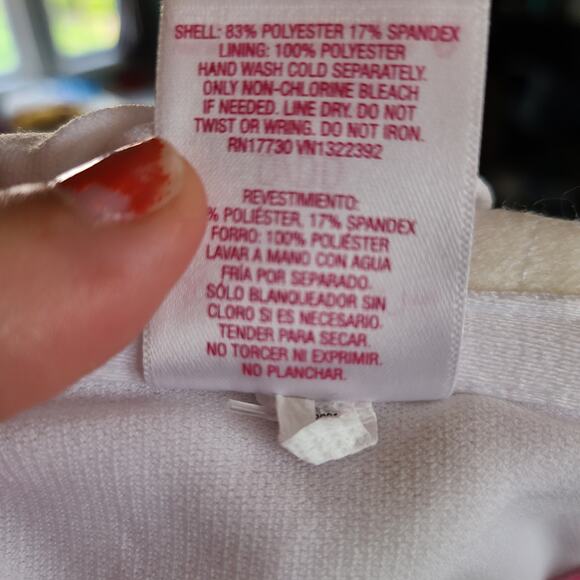 SHELL: 83% POLYESTER 17% SPANDEX
LINING: 100% POLYESTER
HAND WASH COLD SEPARATELY.
ONLY NON-CHLORINE BLEACH
IF NEEDED. LINE DRY. DO NOT
TWIST OR WRING. DO NOT IRON.
RN17730 VN1322392
REVESTIMIENTO:
% POLIÉSTER, 17% SPANDEX
FORRO: 100% POLIÉSTER
LAVAR A MANO CON AGUA
FRÍA POR SEPARADO.
SÓLO BLANQUEADOR SIN
CLORO SI ES NECESARIO.
TENDER PARA SECAR.
NO TORCER NI EXPRIMIR.
NO PLANCHAR.